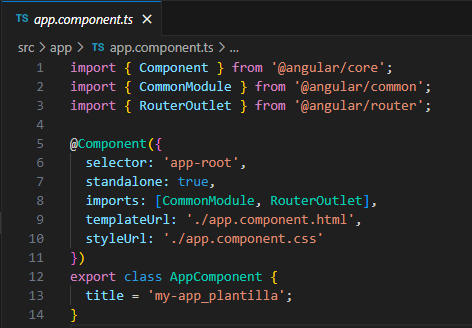 TS app.component.ts ×
src > app > TS app.component.ts > ...
1 import { Component } from '@angular/core';
2 import { CommonModule } from '@angular/common';
3 import { RouterOutlet } from '@angular/router';
4
5 @Component({
6   selector: 'app-root',
7   standalone: true,
8   imports: [CommonModule, RouterOutlet],
9   templateUrl: './app.component.html',
10   styleUrl: './app.component.css'
11 })
12 export class AppComponent {
13   title = 'my-app_plantilla';
14 }